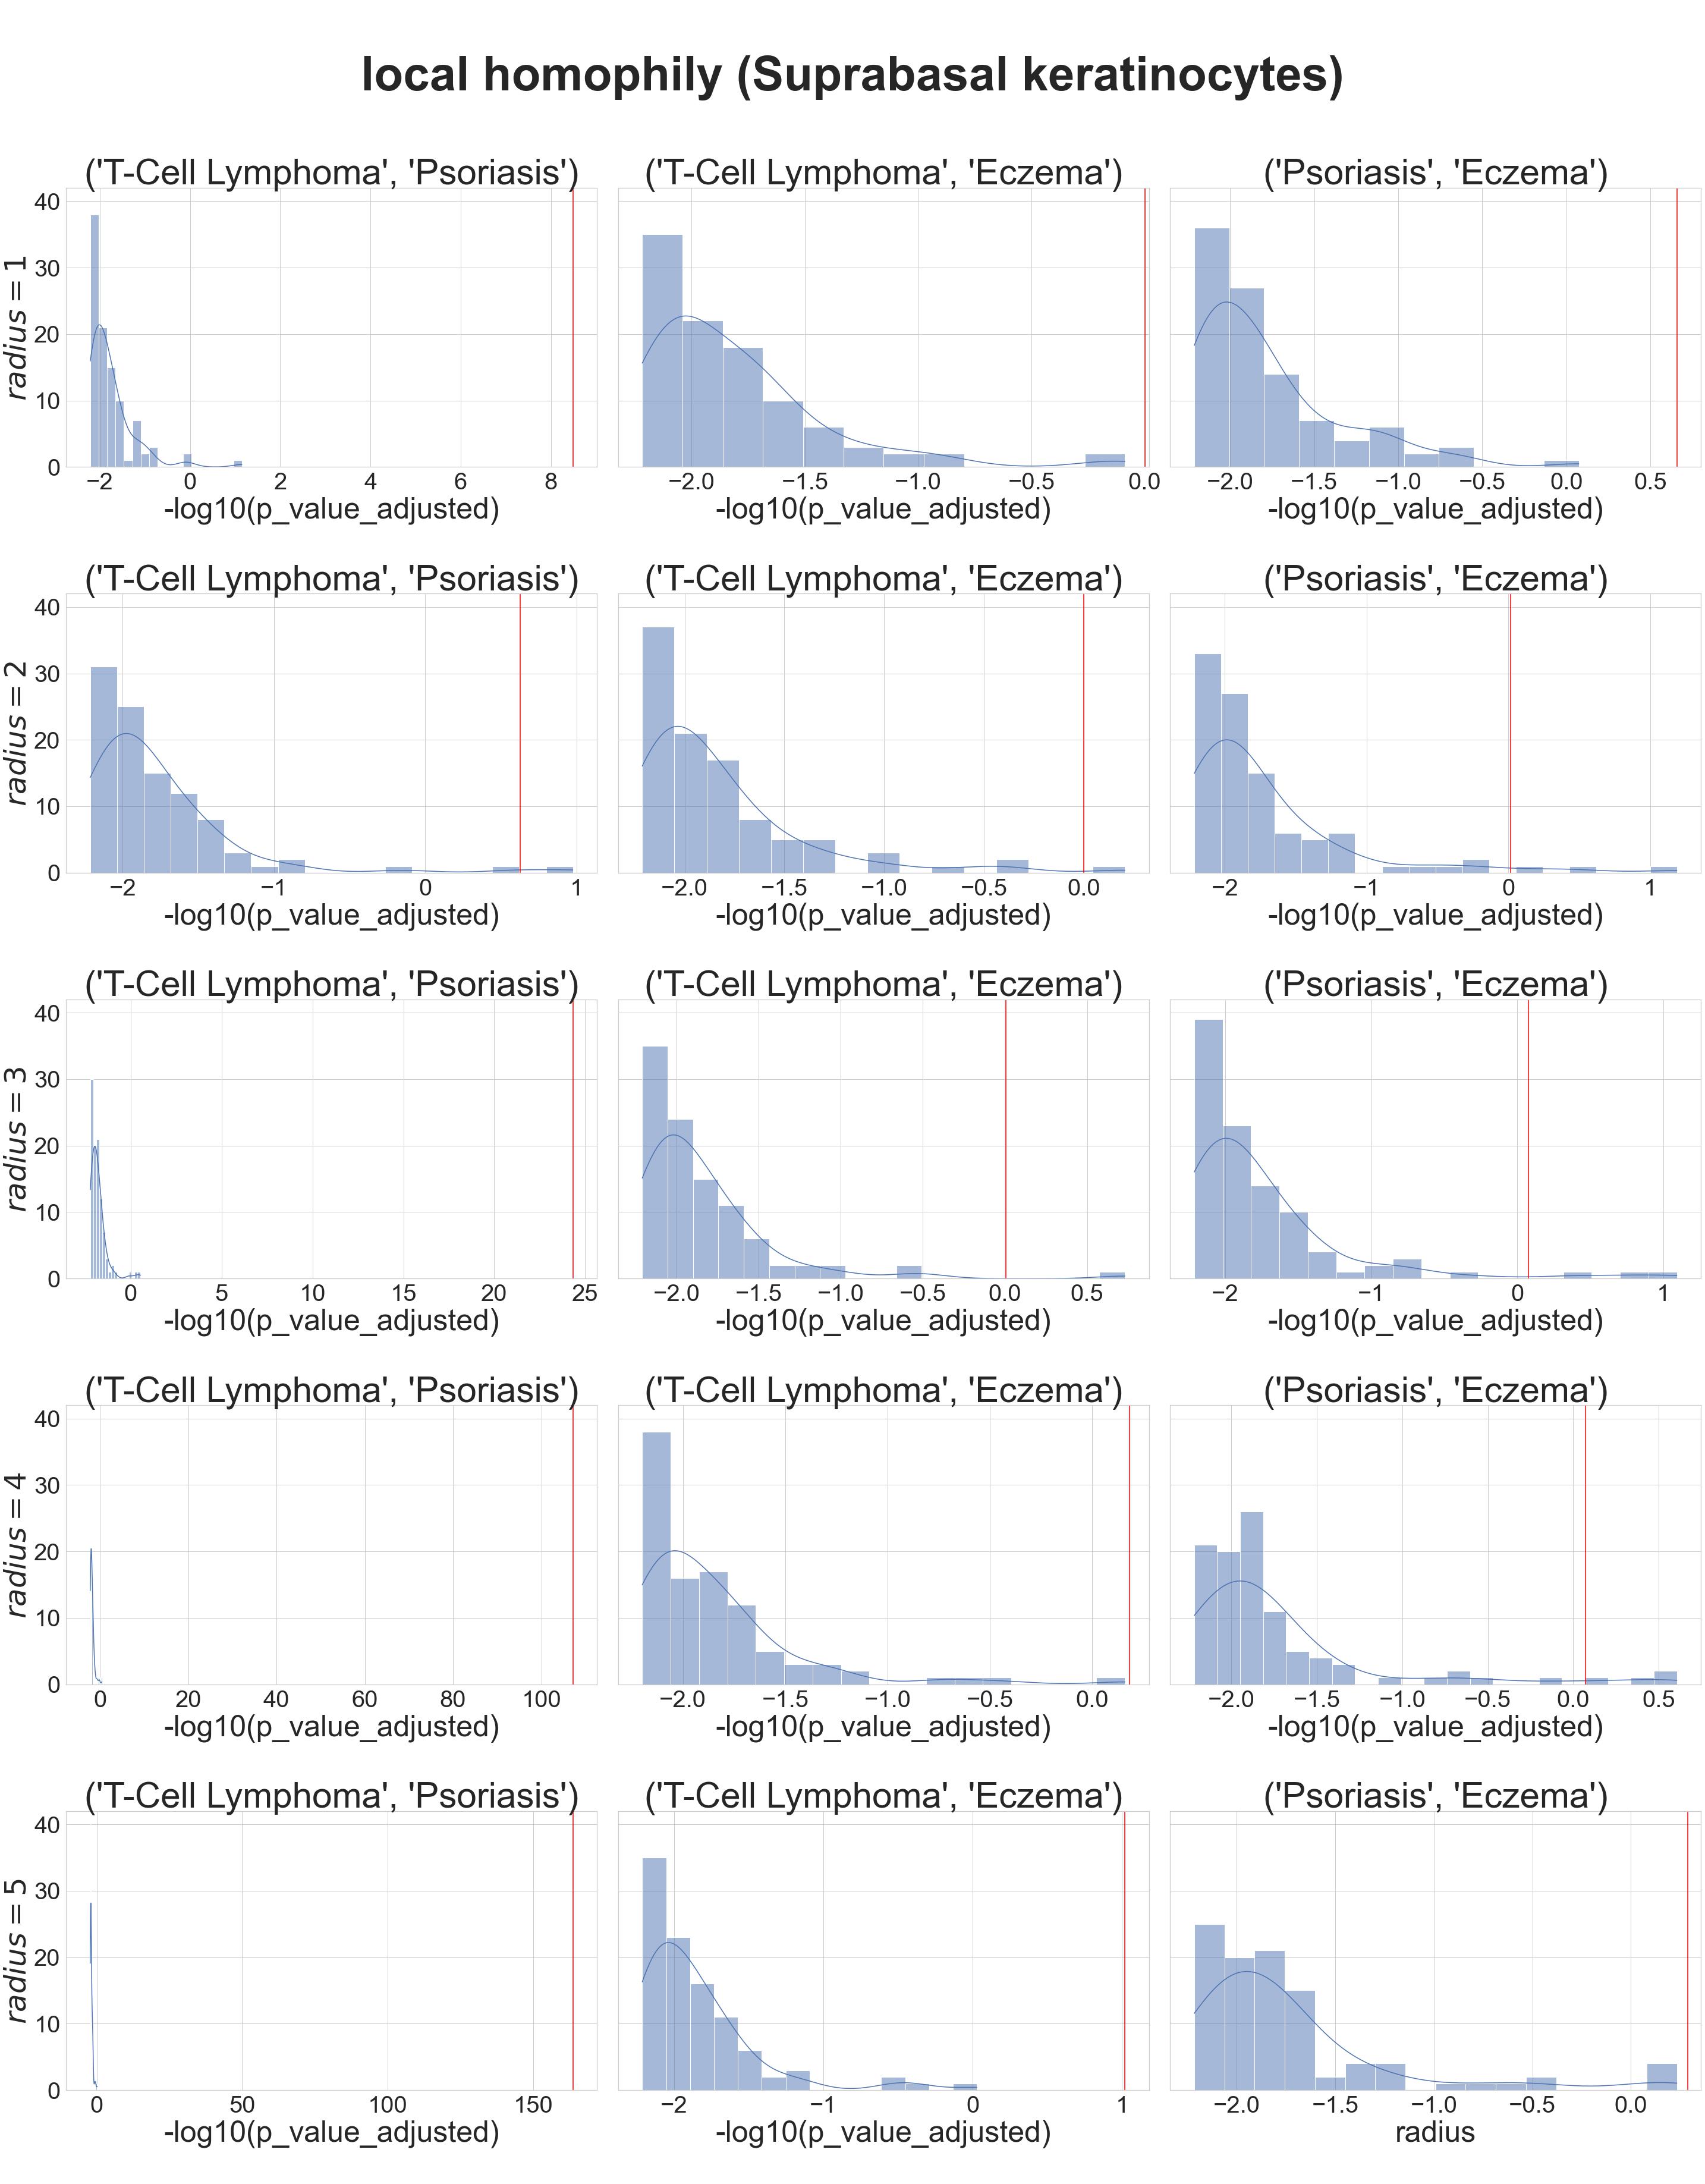 local homophily (Suprabasal keratinocytes)
('T-Cell Lymphoma', 'Psoriasis') ('T-Cell Lymphoma', 'Eczema') ('Psoriasis', 'Eczema')
radius = 1
40
30
20
10
0
−2 0 2 4 6 8
−2.0 −1.5 −1.0 −0.5 0.0
−2.0 −1.5 −1.0 −0.5 0.0 0.5
-log10(p_value_adjusted) -log10(p_value_adjusted) -log10(p_value_adjusted)
('T-Cell Lymphoma', 'Psoriasis') ('T-Cell Lymphoma', 'Eczema') ('Psoriasis', 'Eczema')
radius = 2
40
30
20
10
0
−2 −1 0 1
−2.0 −1.5 −1.0 −0.5 0.0
−2 −1 0 1
-log10(p_value_adjusted) -log10(p_value_adjusted) -log10(p_value_adjusted)
('T-Cell Lymphoma', 'Psoriasis') ('T-Cell Lymphoma', 'Eczema') ('Psoriasis', 'Eczema')
radius = 3
40
30
20
10
0
0 5 10 15 20 25
−2.0 −1.5 −1.0 −0.5 0.0 0.5
−2 −1 0 1
-log10(p_value_adjusted) -log10(p_value_adjusted) -log10(p_value_adjusted)
('T-Cell Lymphoma', 'Psoriasis') ('T-Cell Lymphoma', 'Eczema') ('Psoriasis', 'Eczema')
radius = 4
40
30
20
10
0
0 20 40 60 80 100
−2.0 −1.5 −1.0 −0.5 0.0
−2.0 −1.5 −1.0 −0.5 0.0 0.5
-log10(p_value_adjusted) -log10(p_value_adjusted) -log10(p_value_adjusted)
('T-Cell Lymphoma', 'Psoriasis') ('T-Cell Lymphoma', 'Eczema') ('Psoriasis', 'Eczema')
radius = 5
40
30
20
10
0
0 50 100 150
−2 −1 0 1
−2.0 −1.5 −1.0 −0.5 0.0
-log10(p_value_adjusted) -log10(p_value_adjusted) radius